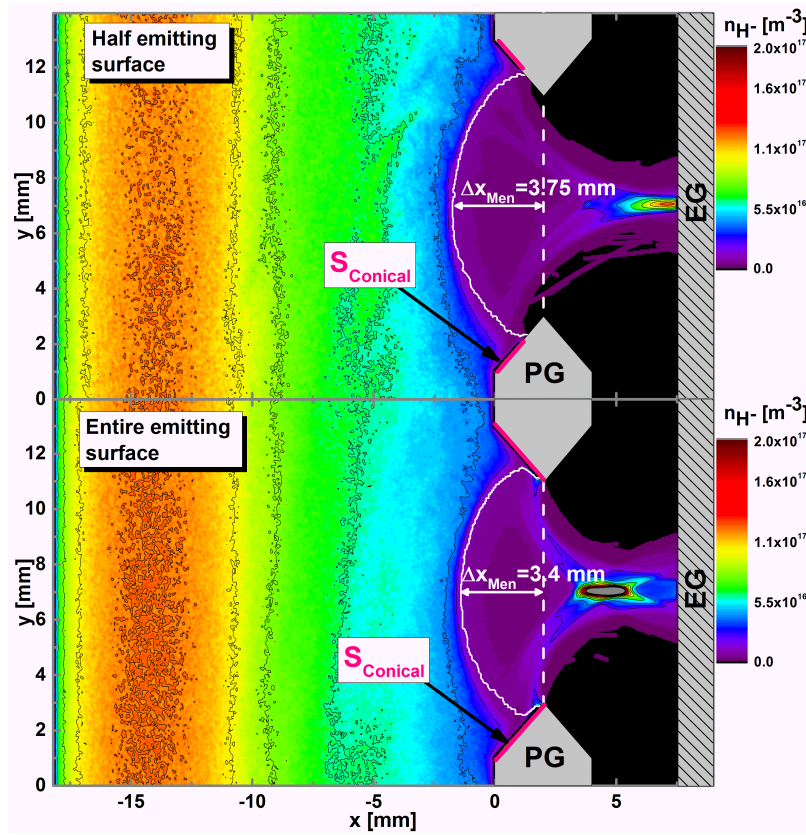 Half emitting
surface
n_H- [m^-3]
2.0x10^17
1.6x10^17
1.1x10^17
5.5x10^16
0.0
12
10
8
6
4
2
0
y [mm]
Δx_Men=3.75 mm
S_Conical
PG
EG
Entire emitting
surface
n_H- [m^-3]
2.0x10^17
1.6x10^17
1.1x10^17
5.5x10^16
0.0
12
10
8
6
4
2
0
y [mm]
Δx_Men=3.4 mm
S_Conical
PG
EG
-15
-10
-5
0
5
x [mm]